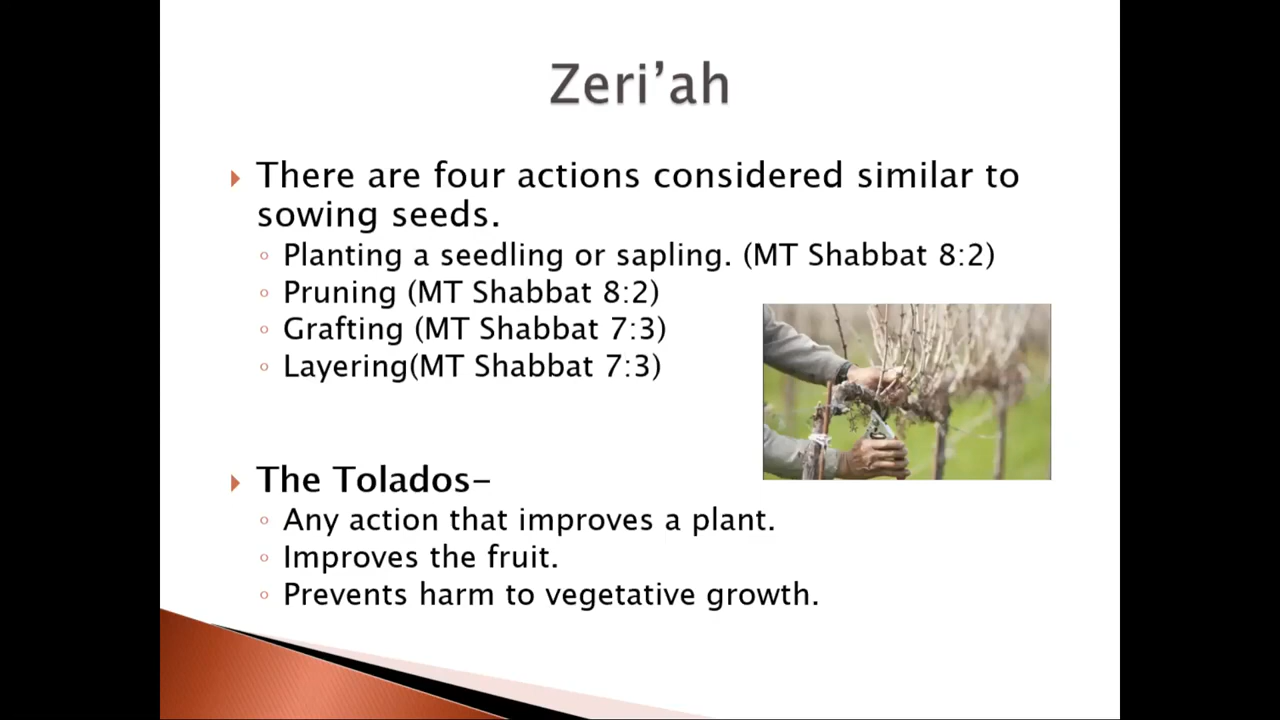 Zeri’ah
There are four actions considered similar to
sowing seeds.
Planting a seedling or sapling. (MT Shabbat 8:2)
Pruning (MT Shabbat 8:2)
Grafting (MT Shabbat 7:3)
Layering(MT Shabbat 7:3)
The Tolados–
Any action that improves a plant.
Improves the fruit.
Prevents harm to vegetative growth.